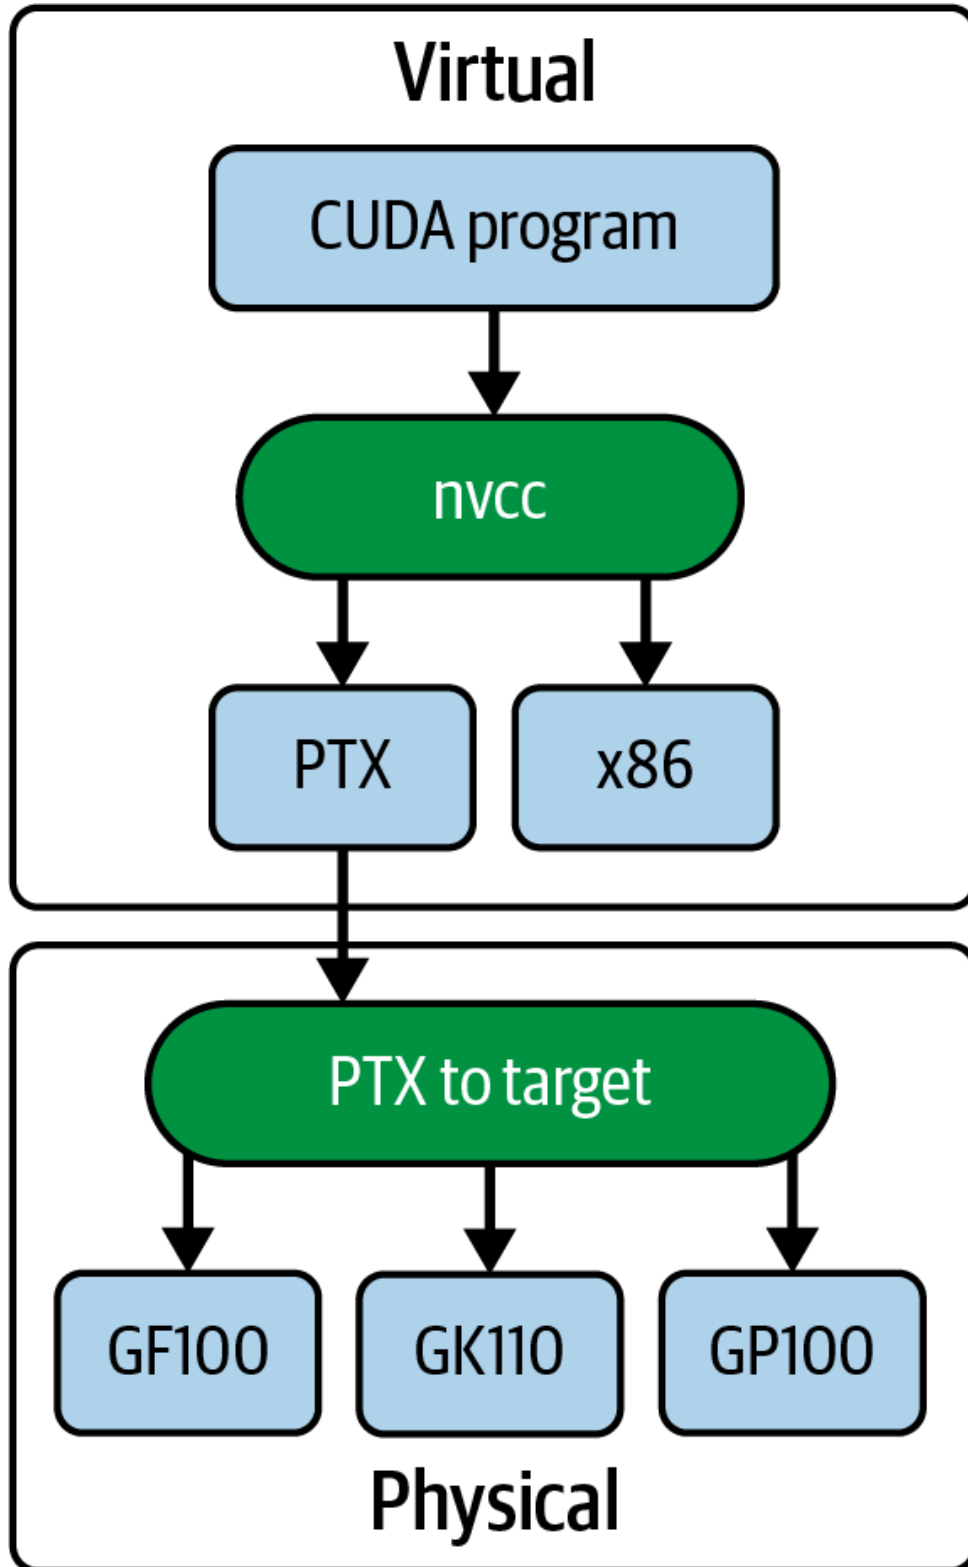 Virtual
CUDA program
nvcc
PTX
x86
PTX to target
GF100
GK110
GP100
Physical